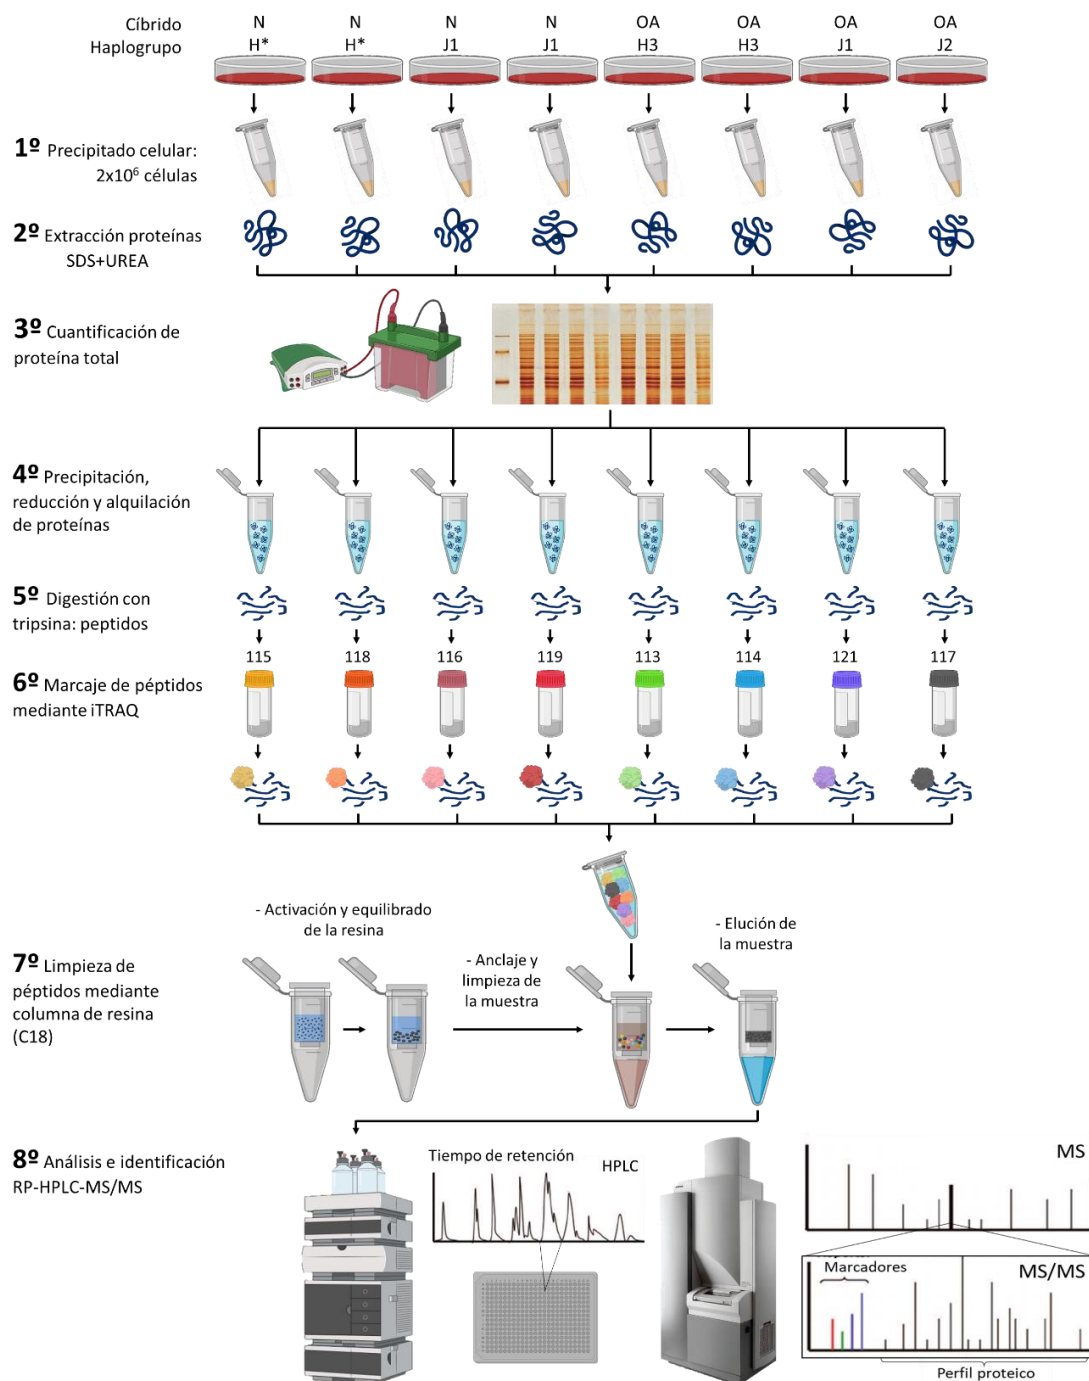 Cíbrido N N N N OA OA OA OA
Haplogrupo H* H* J1 J1 H3 H3 J1 J2
1º Precipitado celular:
2x10⁶ células
2º Extracción proteínas
SDS+UREA
3º Cuantificación de
proteína total
4º Precipitación,
reducción y alquilación
de proteínas
5º Digestión con
tripsina: peptidos
115 118 116 119 113 114 121 117
6º Marcaje de péptidos
mediante iTRAQ
- Activación y equilibrado
de la resina
- Anclaje y
limpieza de
la muestra
- Elución de
la muestra
7º Limpieza de
péptidos mediante
columna de resina
(C18)
8º Análisis e identificación
RP-HPLC-MS/MS
Tiempo de retención
HPLC
MS
Marcadores
MS/MS
Perfil proteico